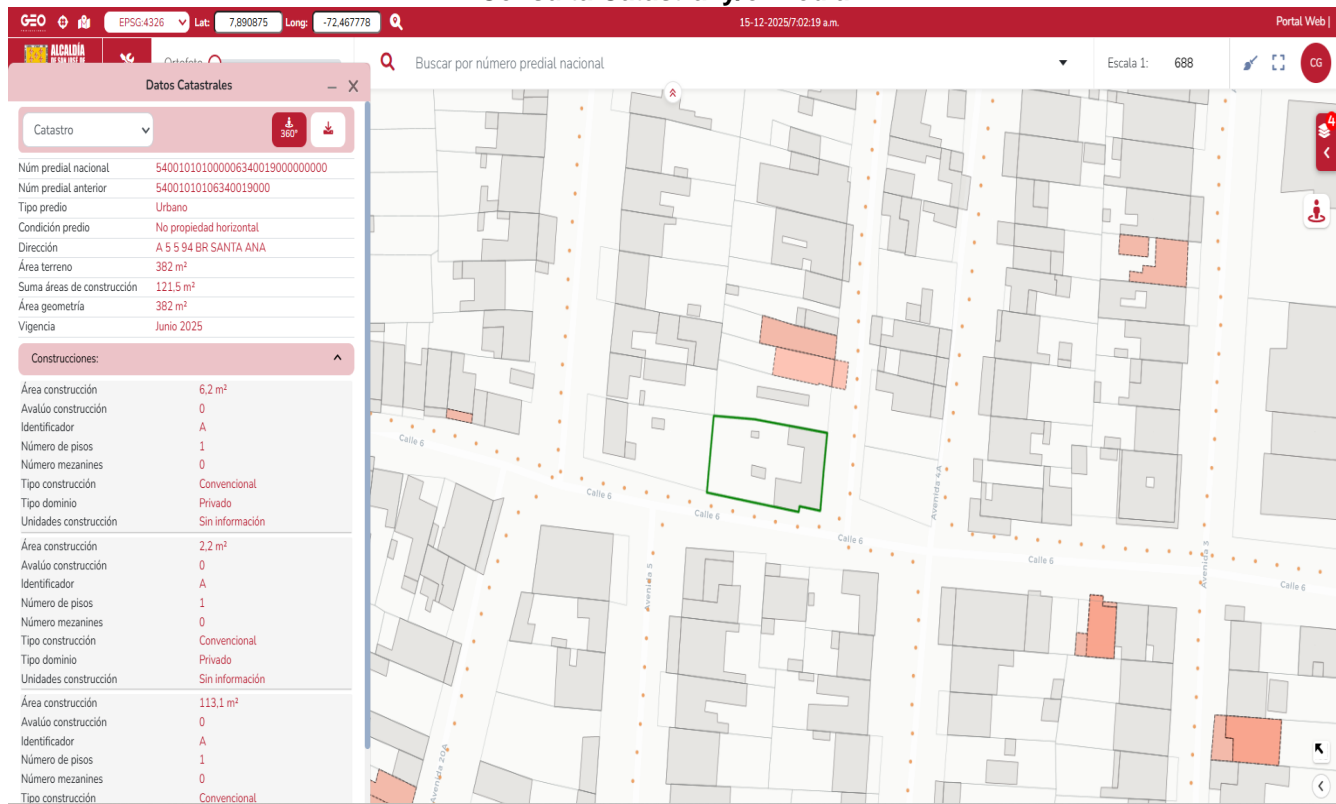 GEO
EPSG:4326 Lat: 7,890875 Long: -72,467778
15-12-2025/7:02:19 a.m.
Portal Web |
ALCALDÍA
Ortofoto
Buscar por número predial nacional
Escala 1: 688
CG
4
Datos Catastrales – X
Catastro
360°
Núm predial nacional 540010101000006340019000000000
Núm predial anterior 54001010106340019000
Tipo predio Urbano
Condición predio No propiedad horizontal
Dirección A 5 5 94 BR SANTA ANA
Área terreno 382 m²
Suma áreas de construcción 121,5 m²
Área geometría 382 m²
Vigencia Junio 2025
Construcciones:
Área construcción 6,2 m²
Avalúo construcción 0
Identificador A
Número de pisos 1
Número mezanines 0
Tipo construcción Convencional
Tipo dominio Privado
Unidades construcción Sin información
Área construcción 2,2 m²
Avalúo construcción 0
Identificador A
Número de pisos 1
Número mezanines 0
Tipo construcción Convencional
Tipo dominio Privado
Unidades construcción Sin información
Área construcción 113,1 m²
Avalúo construcción 0
Identificador A
Número de pisos 1
Número mezanines 0
Tipo construcción Convencional
Calle 6
Calle 6
Calle 6
Calle 6
Calle 6
Calle 6
Avenida 4A
Avenida 3
Avenida 5
Avenida 20A